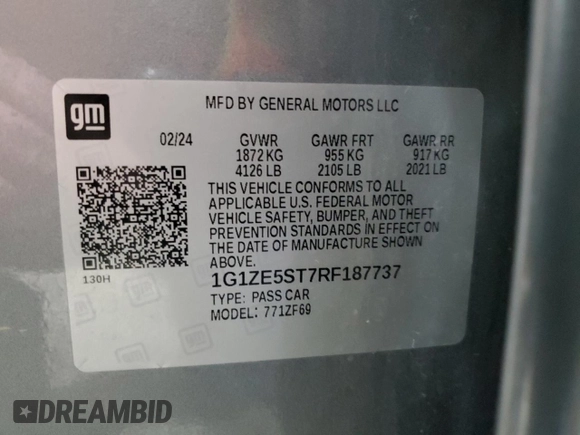 gm
MFD BY GENERAL MOTORS LLC
02/24 GVWR GAWR FRT GAWR RR
1872 KG 955 KG 917 KG
4126 LB 2105 LB 2021 LB
THIS VEHICLE CONFORMS TO ALL
APPLICABLE U.S. FEDERAL MOTOR
VEHICLE SAFETY, BUMPER, AND THEFT
PREVENTION STANDARDS IN EFFECT ON
THE DATE OF MANUFACTURE SHOWN
ABOVE.
130H
1G1ZE5ST7RF187737
TYPE: PASS CAR
MODEL: 771ZF69
DREAMBID